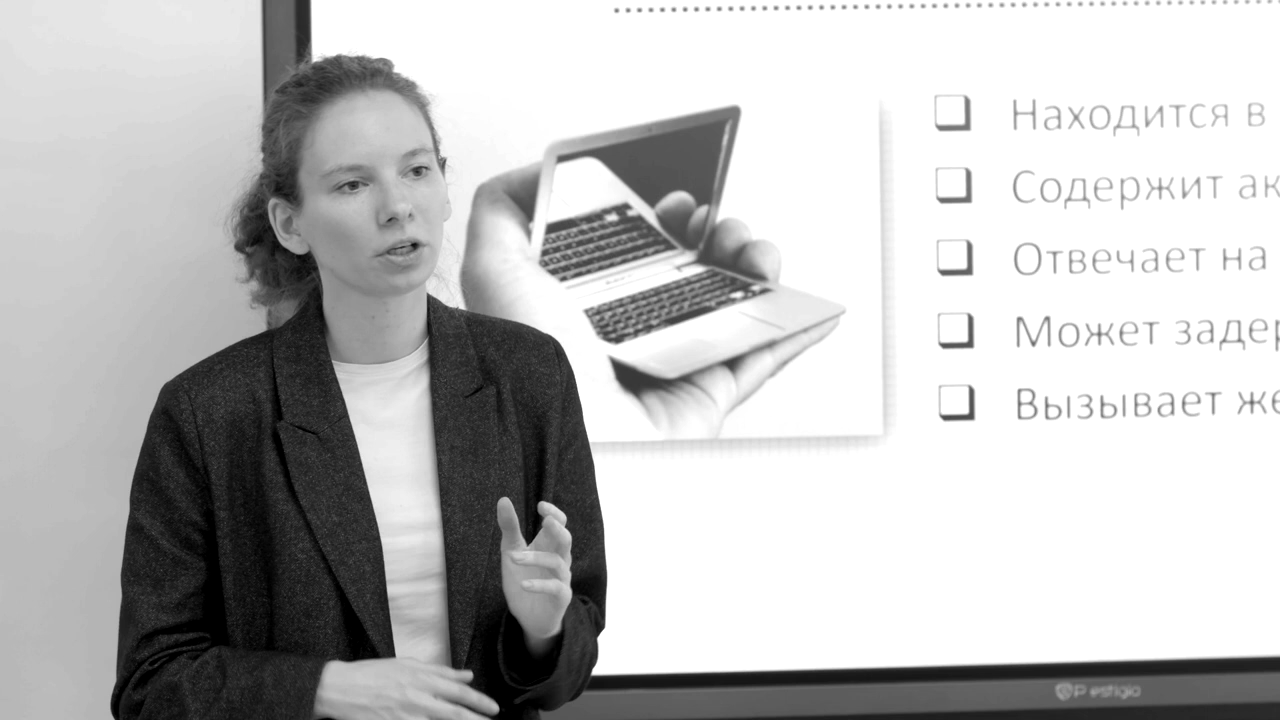 Находится в
Содержит ак
Отвечает на
Может задер
Вызывает же
Prestigio